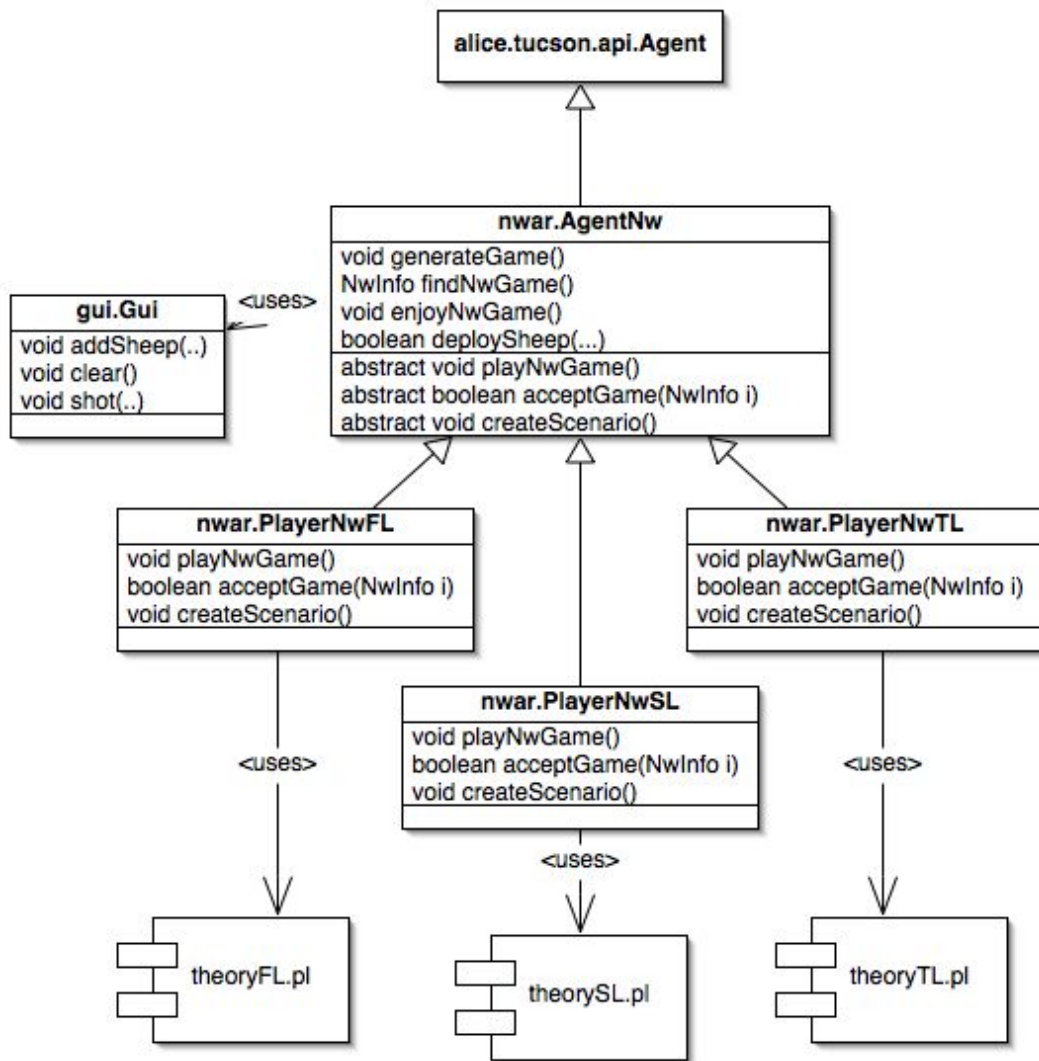 alice.tucson.api.Agent
nwar.AgentNw
void generateGame()
NwInfo findNwGame()
void enjoyNwGame()
boolean deploySheep(...)
abstract void playNwGame()
abstract boolean acceptGame(NwInfo i)
abstract void createScenario()
<uses>
gui.Gui
void addSheep(..)
void clear()
void shot(..)
nwar.PlayerNwFL
void playNwGame()
boolean acceptGame(NwInfo i)
void createScenario()
nwar.PlayerNwTL
void playNwGame()
boolean acceptGame(NwInfo i)
void createScenario()
nwar.PlayerNwSL
void playNwGame()
boolean acceptGame(NwInfo i)
void createScenario()
<uses>
<uses>
<uses>
theoryFL.pl
theorySL.pl
theoryTL.pl